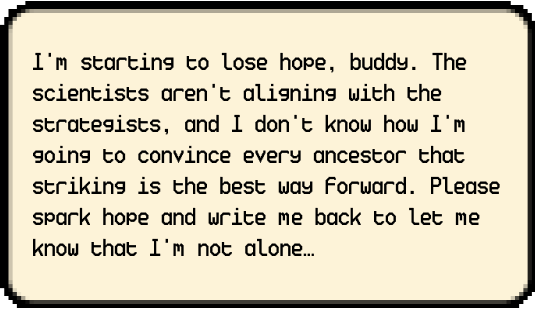 I'm starting to lose hope, buddy. The
scientists aren't aligning with the
strategists, and I don't know how I'm
going to convince every ancestor that
striking is the best way forward. Please
spark hope and write me back to let me
know that I'm not alone…